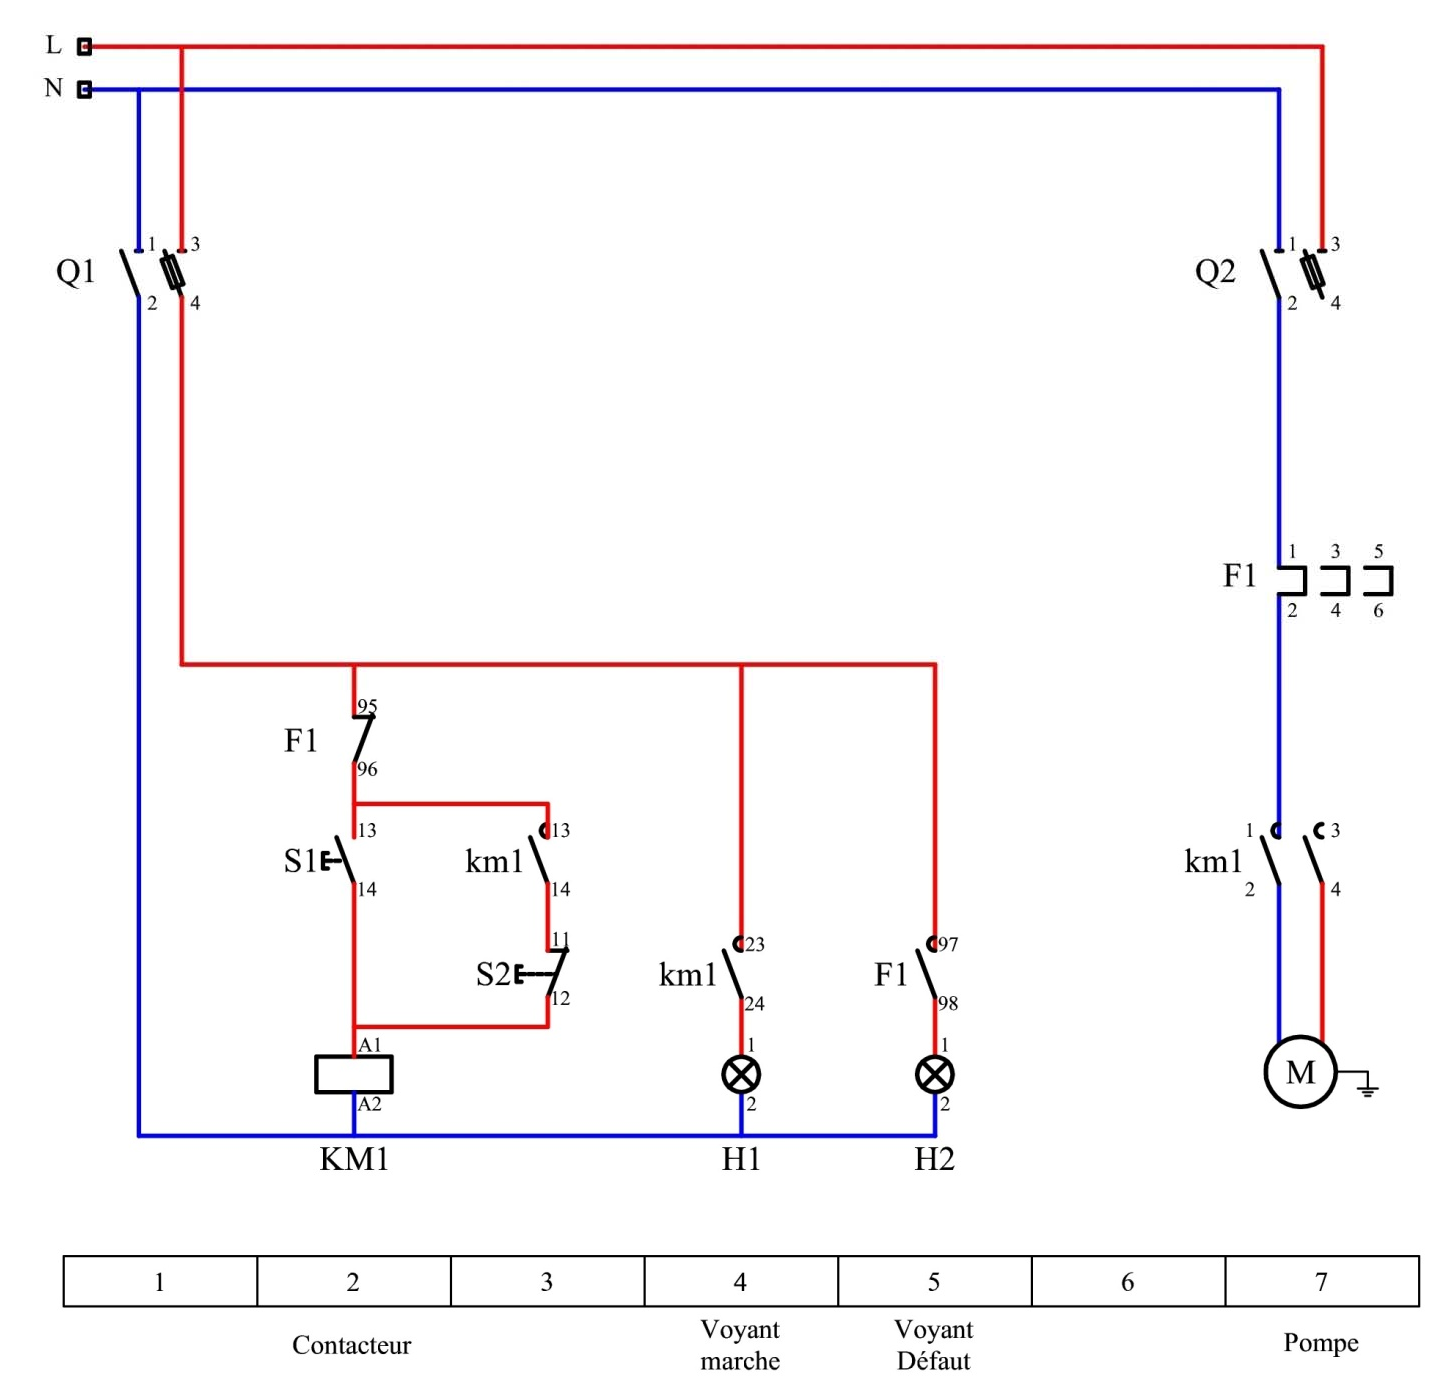 L
N
Q1 1 3
2 4
Q2 1 3
2 4
F1 1 3 5
2 4 6
95
F1
96
13 13
S1 km1
14 14
11
S2
12
23
km1
24
97
F1
98
1 3
km1
2 4
A1 1 1
M
A2 2 2
KM1 H1 H2
1 2 3 4 5 6 7
Contacteur
Voyant
marche
Voyant
Défaut
Pompe